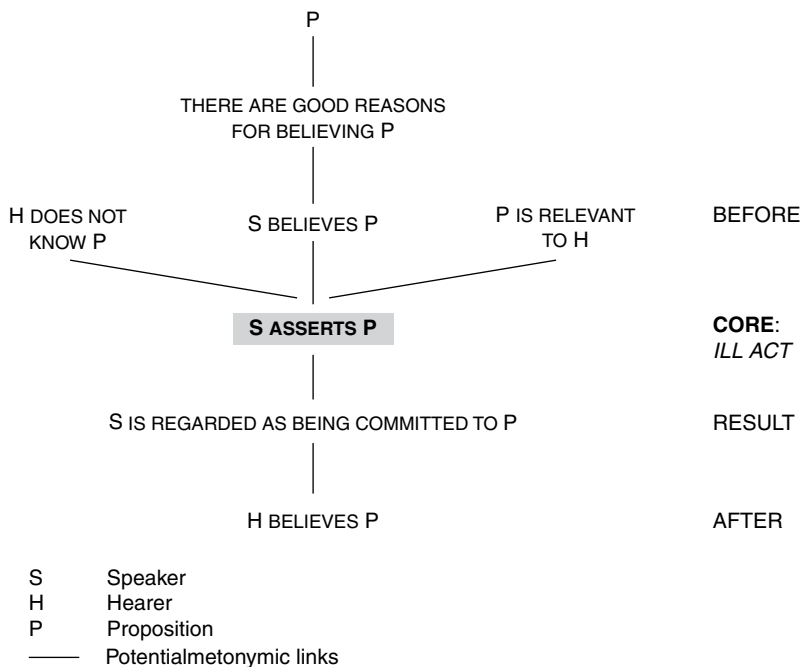 P
THERE ARE GOOD REASONS
FOR BELIEVING P
H DOES NOT
KNOW P
S BELIEVES P
P IS RELEVANT
TO H
BEFORE
S ASSERTS P
CORE:
ILL ACT
S IS REGARDED AS BEING COMMITTED TO P
RESULT
H BELIEVES P
AFTER
S Speaker
H Hearer
P Proposition
Potentialmetonymic links